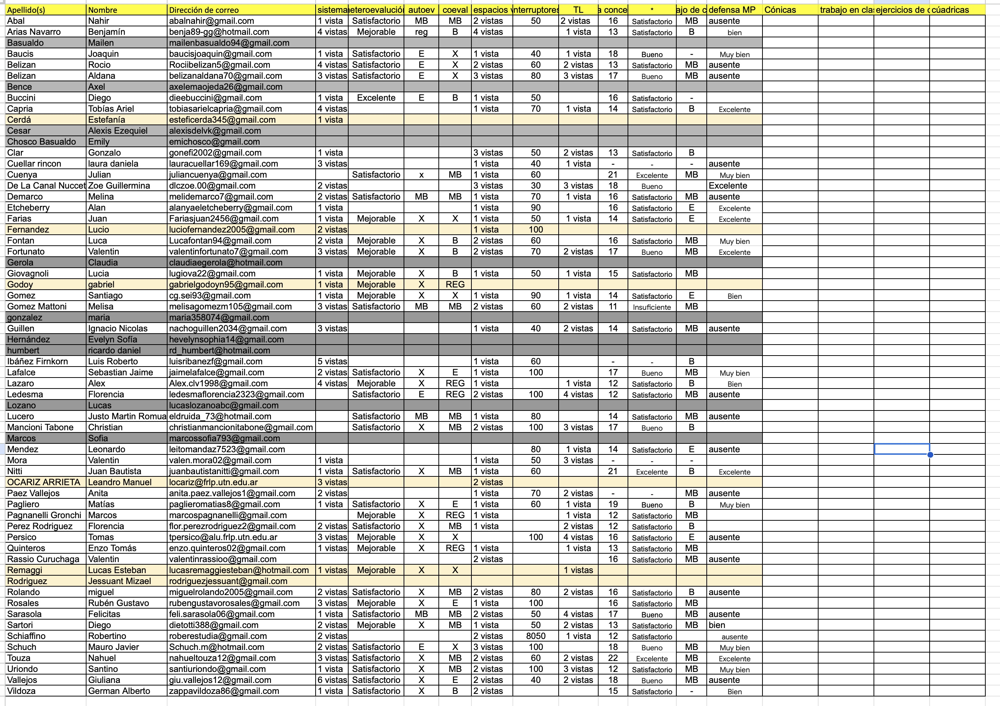 Apellido(s) Nombre Dirección de correo sistema eteroevalució autoev coeval espacios v nterruptores TL a conce * ajo de c defensa MP Cónicas trabajo en cla ejercicios de c cúadricas
Abal Nahir abalnahir@gmail.com 1 vista Satisfactorio MB MB 2 vistas 50 2 vistas 16 Satisfactorio MB ausente
Arias Navarro Benjamín benja89-gg@hotmail.com 4 vistas Mejorable reg B 4 vistas 1 vista 13 Satisfactorio B bien
Basualdo Mailen mailenbasualdo94@gmail.com
Baucis Joaquin baucisjoaquin@gmail.com 1 vista Satisfactorio E X 1 vista 40 1 vista 18 Bueno - Muy bien
Belizan Rocio Rociibelizan5@gmail.com 4 vistas Satisfactorio E X 2 vistas 60 2 vistas 13 Satisfactorio MB ausente
Belizan Aldana belizanaldana70@gmail.com 3 vistas Satisfactorio E X 3 vistas 80 3 vistas 17 Bueno MB ausente
Bence Axel axelemaojeda26@gmail.com
Buccini Diego dieebuccini@gmail.com 1 vista Excelente E B 1 vista 50 16 Satisfactorio -
Capria Tobías Ariel tobiasarielcapria@gmail.com 4 vistas 1 vista 70 1 vista 14 Satisfactorio B Excelente
Cerdá Estefanía esteficerda345@gmail.com 1 vista
Cesar Alexis Ezequiel alexisdelvk@gmail.com
Chosco Basualdo Emily emichosco@gmail.com
Clar Gonzalo gonefi2002@gmail.com 1 vista 3 vistas 50 2 vistas 13 Satisfactorio B
Cuellar rincon laura daniela lauracuellar169@gmail.com 3 vistas 1 vista 40 1 vista - - - ausente
Cuenya Julian juliancuenya@gmail.com Satisfactorio x MB 1 vista 60 21 Excelente MB Muy bien
De La Canal Nuccet Zoe Guillermina dlczoe.00@gmail.com 2 vistas 3 vistas 30 3 vistas 18 Bueno Excelente
Demarco Melina melidemarco7@gmail.com 2 vistas Satisfactorio MB MB 1 vista 70 1 vista 16 Satisfactorio MB ausente
Etcheberry Alan alanyaeletcheberry@gmail.com 1 vista 1 vista 90 16 Satisfactorio E Excelente
Farias Juan Fariasjuan2456@gmail.com 1 vista Mejorable X X 1 vista 50 1 vista 14 Satisfactorio E Excelente
Fernandez Lucio luciofernandez2005@gmail.com 2 vistas 1 vista 100
Fontan Luca Lucafontan94@gmail.com 2 vista Mejorable X B 2 vistas 60 16 Satisfactorio MB Muy bien
Fortunato Valentin valentinfortunato7@gmail.com 3 vistas Mejorable X B 2 vistas 70 2 vistas 17 Bueno MB Excelente
Gerola Claudia claudiaegerola@hotmail.com
Giovagnoli Lucia lugiova22@gmail.com 1 vista Mejorable X B 1 vista 50 1 vista 15 Satisfactorio MB
Godoy gabriel gabrielgodoyn95@gmail.com 1 vista Mejorable X REG
Gomez Santiago cg.sei93@gmail.com 1 vista Mejorable X X 1 vista 90 1 vista 14 Satisfactorio E Bien
Gomez Mattoni Melisa melisagomezm105@gmail.com 3 vistas Satisfactorio MB MB 2 vistas 60 2 vistas 11 Insuficiente MB
gonzalez maria maria358074@gmail.com
Guillen Ignacio Nicolas nachoguillen2034@gmail.com 3 vistas 1 vista 40 2 vistas 14 Satisfactorio MB ausente
Hernández Evelyn Sofía hevelynsophia14@gmail.com
humbert ricardo daniel rd_humbert@hotmail.com
Ibáñez Firnkorn Luis Roberto luisribanezf@gmail.com 5 vistas 1 vista 60 - - B
Lafalce Sebastian Jaime jaimelafalce@gmail.com 2 vistas Satisfactorio X E 1 vista 100 17 Bueno MB Muy bien
Lazaro Alex Alex.clv1998@gmail.com 4 vistas Mejorable X REG 1 vista 1 vista 12 Satisfactorio B Bien
Ledesma Florencia ledesmaflorencia2323@gmail.com Satisfactorio E REG 2 vistas 100 4 vistas 12 Satisfactorio MB ausente
Lozano Lucas lucaslozanoabc@gmail.com
Lucero Justo Martin Romua eldruida_73@hotmail.com Satisfactorio MB MB 1 vista 80 14 Satisfactorio MB ausente
Mancioni Tabone Christian christianmancionitabone@gmail.com Satisfactorio X MB 2 vistas 100 3 vistas 17 Bueno B
Marcos Sofia marcossofia793@gmail.com
Mendez Leonardo leitomandaz7523@gmail.com 80 1 vista 14 Satisfactorio E ausente
Mora Valentin valen.mora02@gmail.com 1 vista 1 vista 50 3 vistas - - -
Nitti Juan Bautista juanbautistanitti@gmail.com 1 vista Satisfactorio X MB 1 vista 60 21 Excelente B Excelente
OCARIZ ARRIETA Leandro Manuel locariz@frlp.utn.edu.ar 3 vistas 2 vistas
Paez Vallejos Anita anita.paez.vallejos1@gmail.com 2 vistas 1 vista 70 2 vistas - - MB ausente
Pagliero Matías paglieromatias8@gmail.com 1 vista Satisfactorio X E 1 vista 60 1 vista 19 Bueno B Muy bien
Pagnanelli Gronchi Marcos marcospagnanelli@gmail.com Mejorable X REG 1 vista 1 vista 12 Satisfactorio MB
Perez Rodriguez Florencia flor.perezrodriguez2@gmail.com 2 vistas Satisfactorio X MB 1 vista 2 vistas 12 Satisfactorio B
Persico Tomas tpersico@alu.frlp.utn.edu.ar 3 vistas Mejorable X X 100 4 vistas 16 Satisfactorio E ausente
Quinteros Enzo Tomás enzo.quinteros02@gmail.com 1 vistas Mejorable X REG 1 vista 1 vista 13 Satisfactorio MB
Rassio Curuchaga Valentin valentinrassioo@gmail.com 2 vistas 16 Satisfactorio MB ausente
Remaggi Lucas Esteban lucasremaggiesteban@hotmail.com 1 vistas Mejorable X X 1 vistas
Rodriguez Jessuant Mizael rodriguezjessuant@gmail.com
Rolando miguel miguelrolando2005@gmail.com 2 vistas Satisfactorio X MB 2 vistas 80 2 vistas 16 Satisfactorio B ausente
Rosales Rubén Gustavo rubengustavorosales@gmail.com 3 vistas Mejorable X E 1 vista 100 16 Satisfactorio MB
Sarasola Felicitas feli.sarasola06@gmail.com 1 vista Satisfactorio MB MB 2 vistas 50 4 vistas 17 Bueno MB ausente
Sartori Diego dietotti388@gmail.com 2 vistas Mejorable X MB 1 vista 50 2 vistas 13 Satisfactorio MB bien
Schiaffino Robertino roberestudia@gmail.com 2 vistas 2 vistas 8050 1 vista 12 Satisfactorio ausente
Schuch Mauro Javier Schuch.m@hotmail.com 2 vistas Satisfactorio E X 3 vistas 100 18 Bueno MB Muy bien
Touza Nahuel nahueltouza12@gmail.com 3 vistas Satisfactorio X MB 2 vistas 60 2 vistas 22 Excelente MB Excelente
Uriondo Santino santiuriondo@gmail.com 1 vista Satisfactorio X MB 2 vistas 100 3 vistas 12 Satisfactorio MB Muy bien
Vallejos Giuliana giu.vallejos12@gmail.com 6 vistas Satisfactorio X E 2 vistas 40 2 vistas 18 Bueno MB ausente
Vildoza German Alberto zappavildoza86@gmail.com 1 vista Satisfactorio X B 2 vistas 15 Satisfactorio - Bien